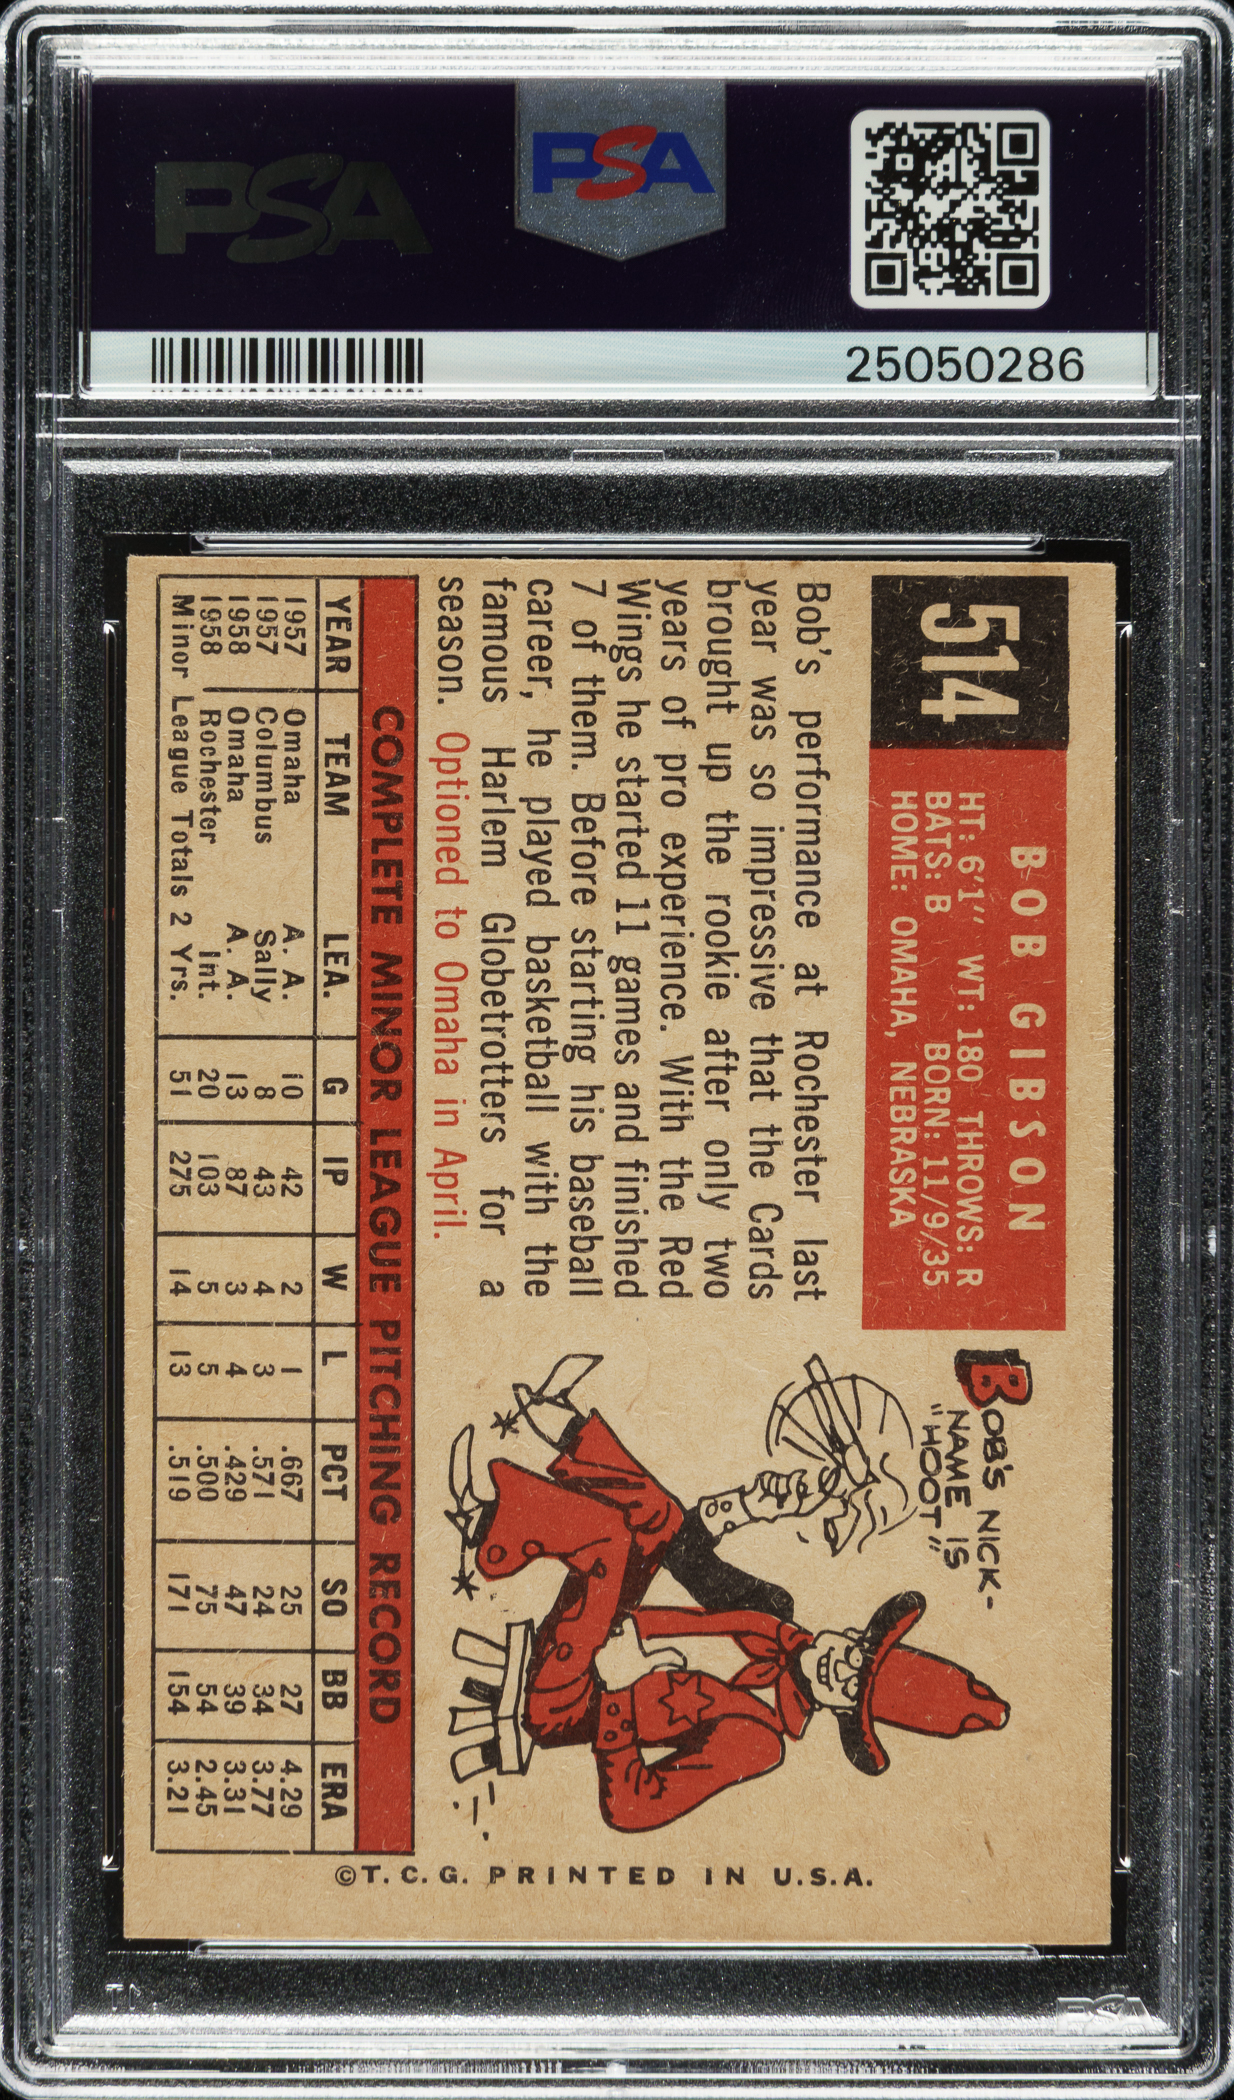 PSA
PSA
25050286
514
BOB GIBSON
HT: 6'1" WT: 180 THROWS: R
BATS: B BORN: 11/9/35
HOME: OMAHA, NEBRASKA
Bob's performance at Rochester last
year was so impressive that the Cards
brought up the rookie after only two
years of pro experience. With the Red
Wings he started 11 games and finished
7 of them. Before starting his baseball
career, he played basketball with the
famous Harlem Globetrotters for a
season. Optioned to Omaha in April.
BOB'S NICK-
NAME IS
"HOOT"
COMPLETE MINOR LEAGUE PITCHING RECORD
YEAR TEAM LEA. G IP W L PCT SO BB ERA
1957 Omaha A. A. 10 42 2 1 .667 25 27 4.29
1957 Columbus Sally 8 43 4 3 .571 24 34 3.77
1958 Omaha A. A. 13 87 3 4 .429 47 39 3.31
1958 Rochester Int. 20 103 5 5 .500 75 54 2.45
Minor League Totals 2 Yrs. 51 275 14 13 .519 171 154 3.21
©T.C.G. PRINTED IN U.S.A.
PSA